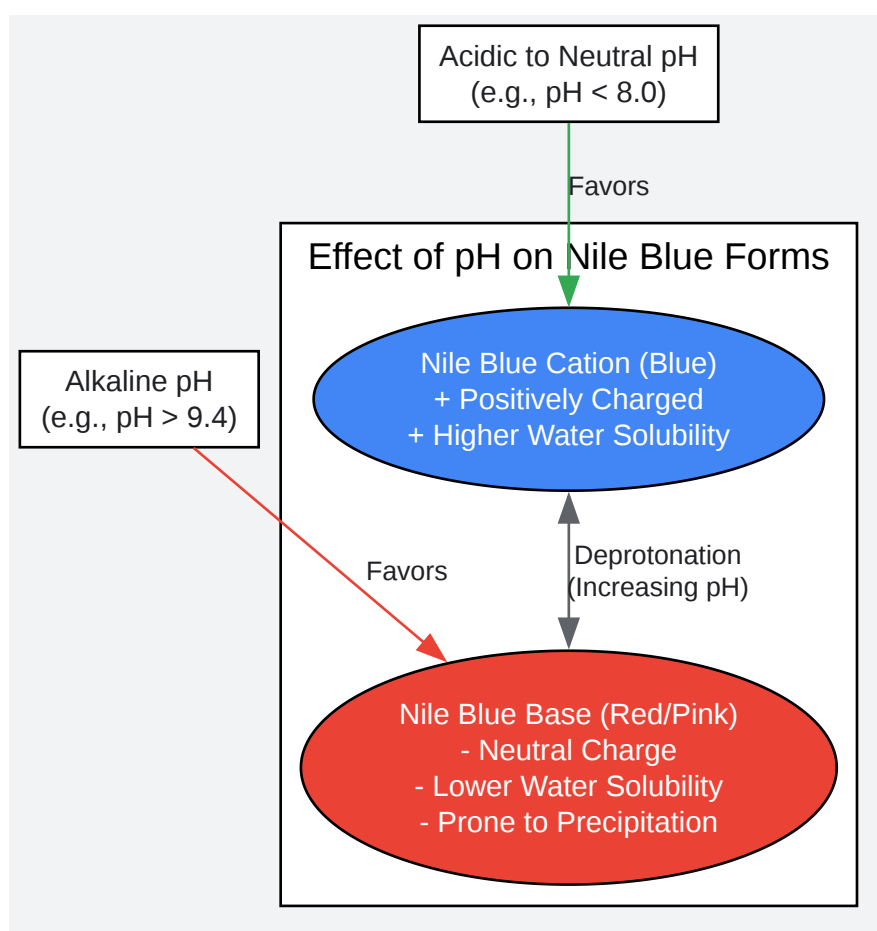 Acidic to Neutral pH
(e.g., pH < 8.0)
Favors
Effect of pH on Nile Blue Forms
Nile Blue Cation (Blue)
+ Positively Charged
+ Higher Water Solubility
Alkaline pH
(e.g., pH > 9.4)
Favors
Deprotonation
(Increasing pH)
Nile Blue Base (Red/Pink)
- Neutral Charge
- Lower Water Solubility
- Prone to Precipitation